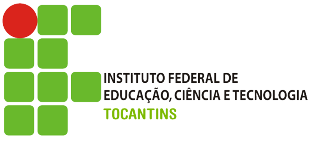 INSTITUTO FEDERAL DE
EDUCAÇÃO, CIÊNCIA E TECNOLOGIA
TOCANTINS